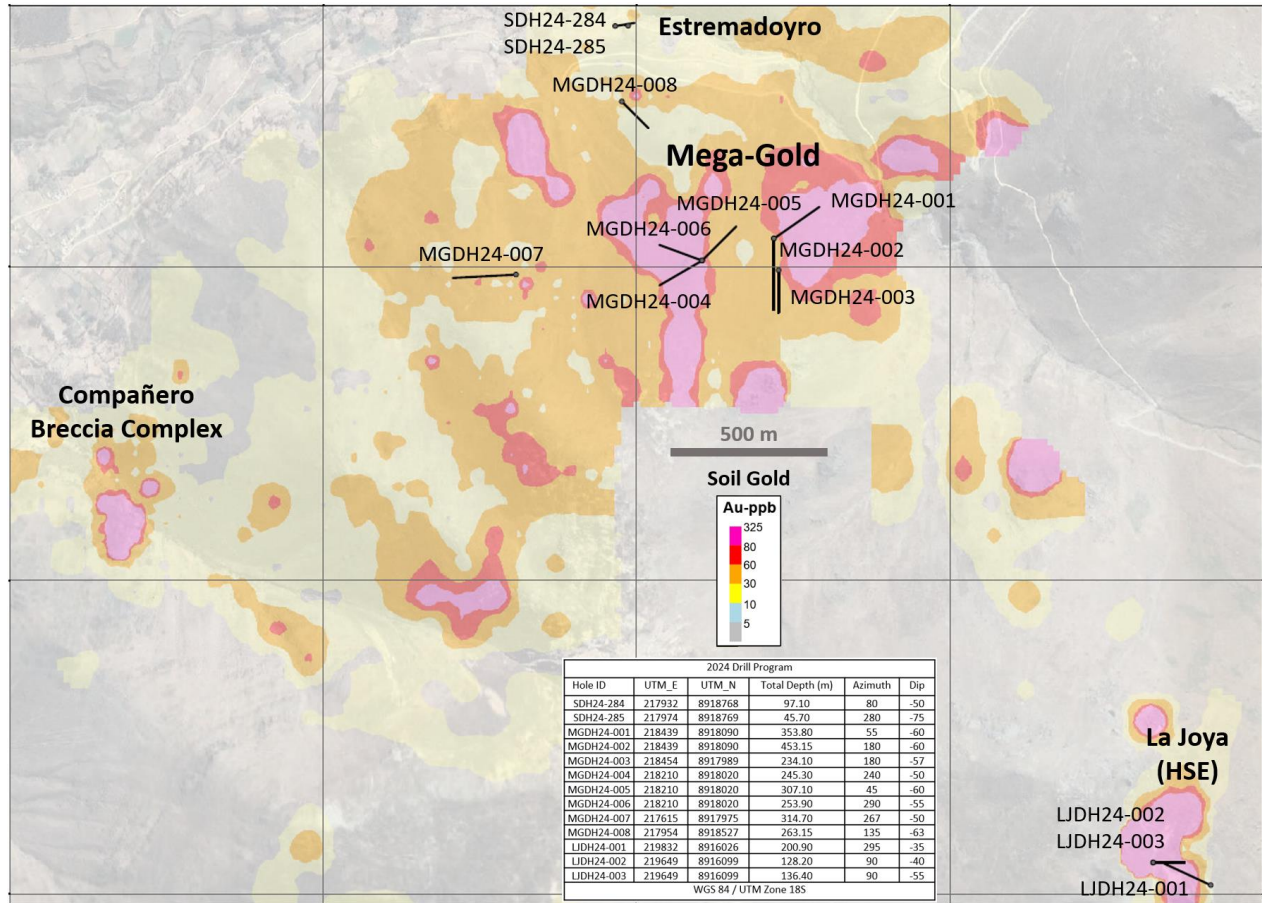 SDH24-284
SDH24-285
Estremadoyro
MGDH24-008
Mega-Gold
MGDH24-005
MGDH24-001
MGDH24-006
MGDH24-002
MGDH24-007
MGDH24-004
MGDH24-003
Compañero
Breccia Complex
500 m
Soil Gold
Au-ppb
325
80
60
30
10
5
2024 Drill Program
Hole ID UTM_E UTM_N Total Depth (m) Azimuth Dip
SDH24-284 217932 8918768 97.10 80 -50
SDH24-285 217974 8918769 45.70 280 -75
MGDH24-001 218439 8918090 353.80 55 -60
MGDH24-002 218439 8918090 453.15 180 -60
MGDH24-003 218454 8917989 234.10 180 -57
MGDH24-004 218210 8918020 245.30 240 -50
MGDH24-005 218210 8918020 307.10 45 -60
MGDH24-006 218210 8918020 253.90 290 -55
MGDH24-007 217615 8917975 314.70 267 -50
MGDH24-008 217954 8918527 263.15 135 -63
LJDH24-001 219832 8916026 200.90 295 -35
LJDH24-002 219649 8916099 128.20 90 -40
LJDH24-003 219649 8916099 136.40 90 -55
WGS 84 / UTM Zone 18S
La Joya
(HSE)
LJDH24-002
LJDH24-003
LJDH24-001